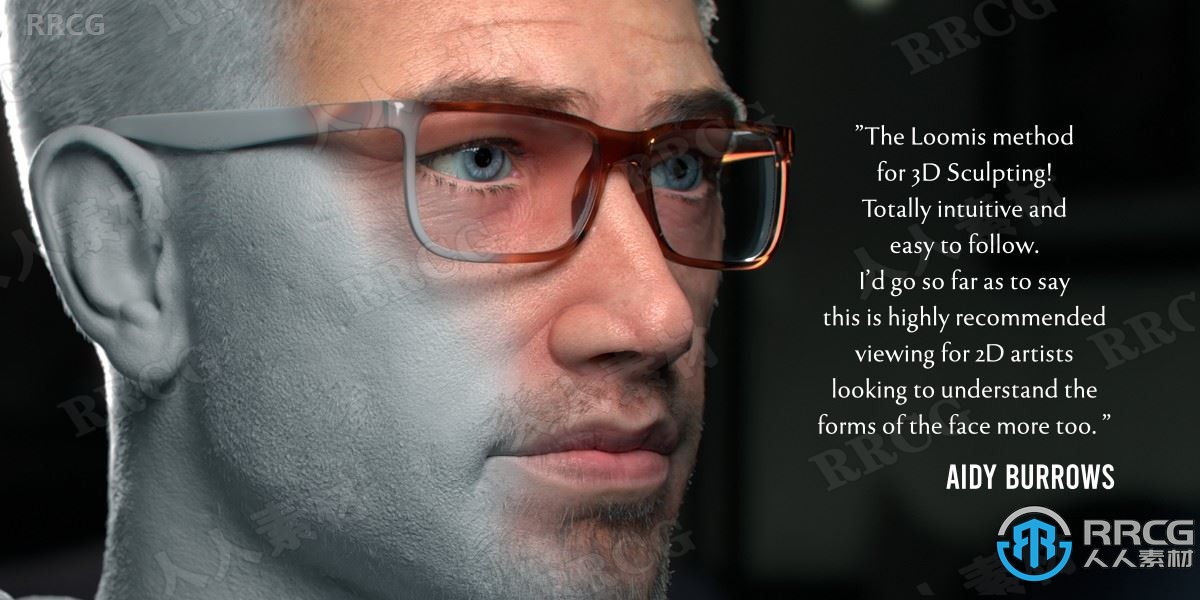 RRCG
”The Loomis method
for 3D Sculpting!
Totally intuitive and
easy to follow.
I’d go so far as to say
this is highly recommended
viewing for 2D artists
looking to understand the
forms of the face more too.”
AIDY BURROWS
RRCG
人人素材